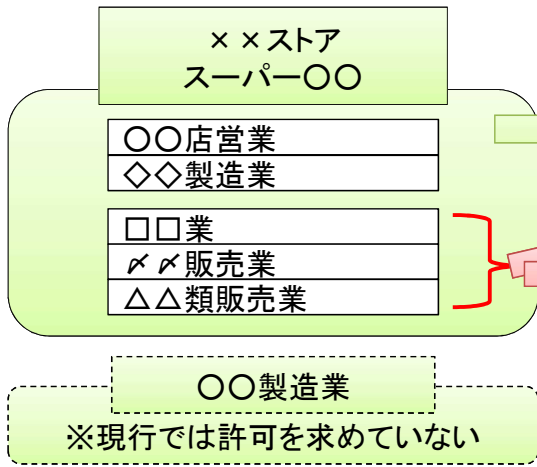 ××ストア
スーパー〇〇
〇〇店営業
◇◇製造業
□□業
〆〆販売業
△△類販売業
〇〇製造業
※現行では許可を求めていない